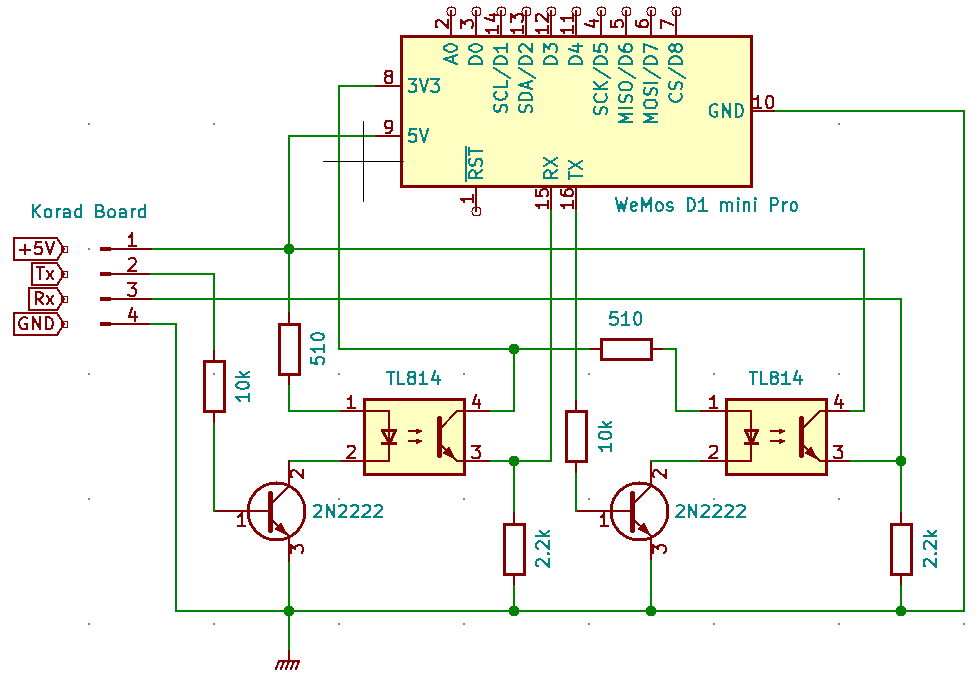 2
3
14
13
12
11
4
5
6
7
A0
D0
SCL/D1
SDA/D2
D3
D4
SCK/D5
MISO/D6
MOSI/D7
CS/D8
8
3V3
9
5V
GND
10
RST
RX
TX
1
15
16
WeMos D1 mini Pro
Korad Board
+5V
1
Tx
2
Rx
3
GND
4
510
510
10k
TL814
1
4
2
3
10k
TL814
1
4
2
3
2
1
2N2222
3
2.2k
2
1
2N2222
3
2.2k